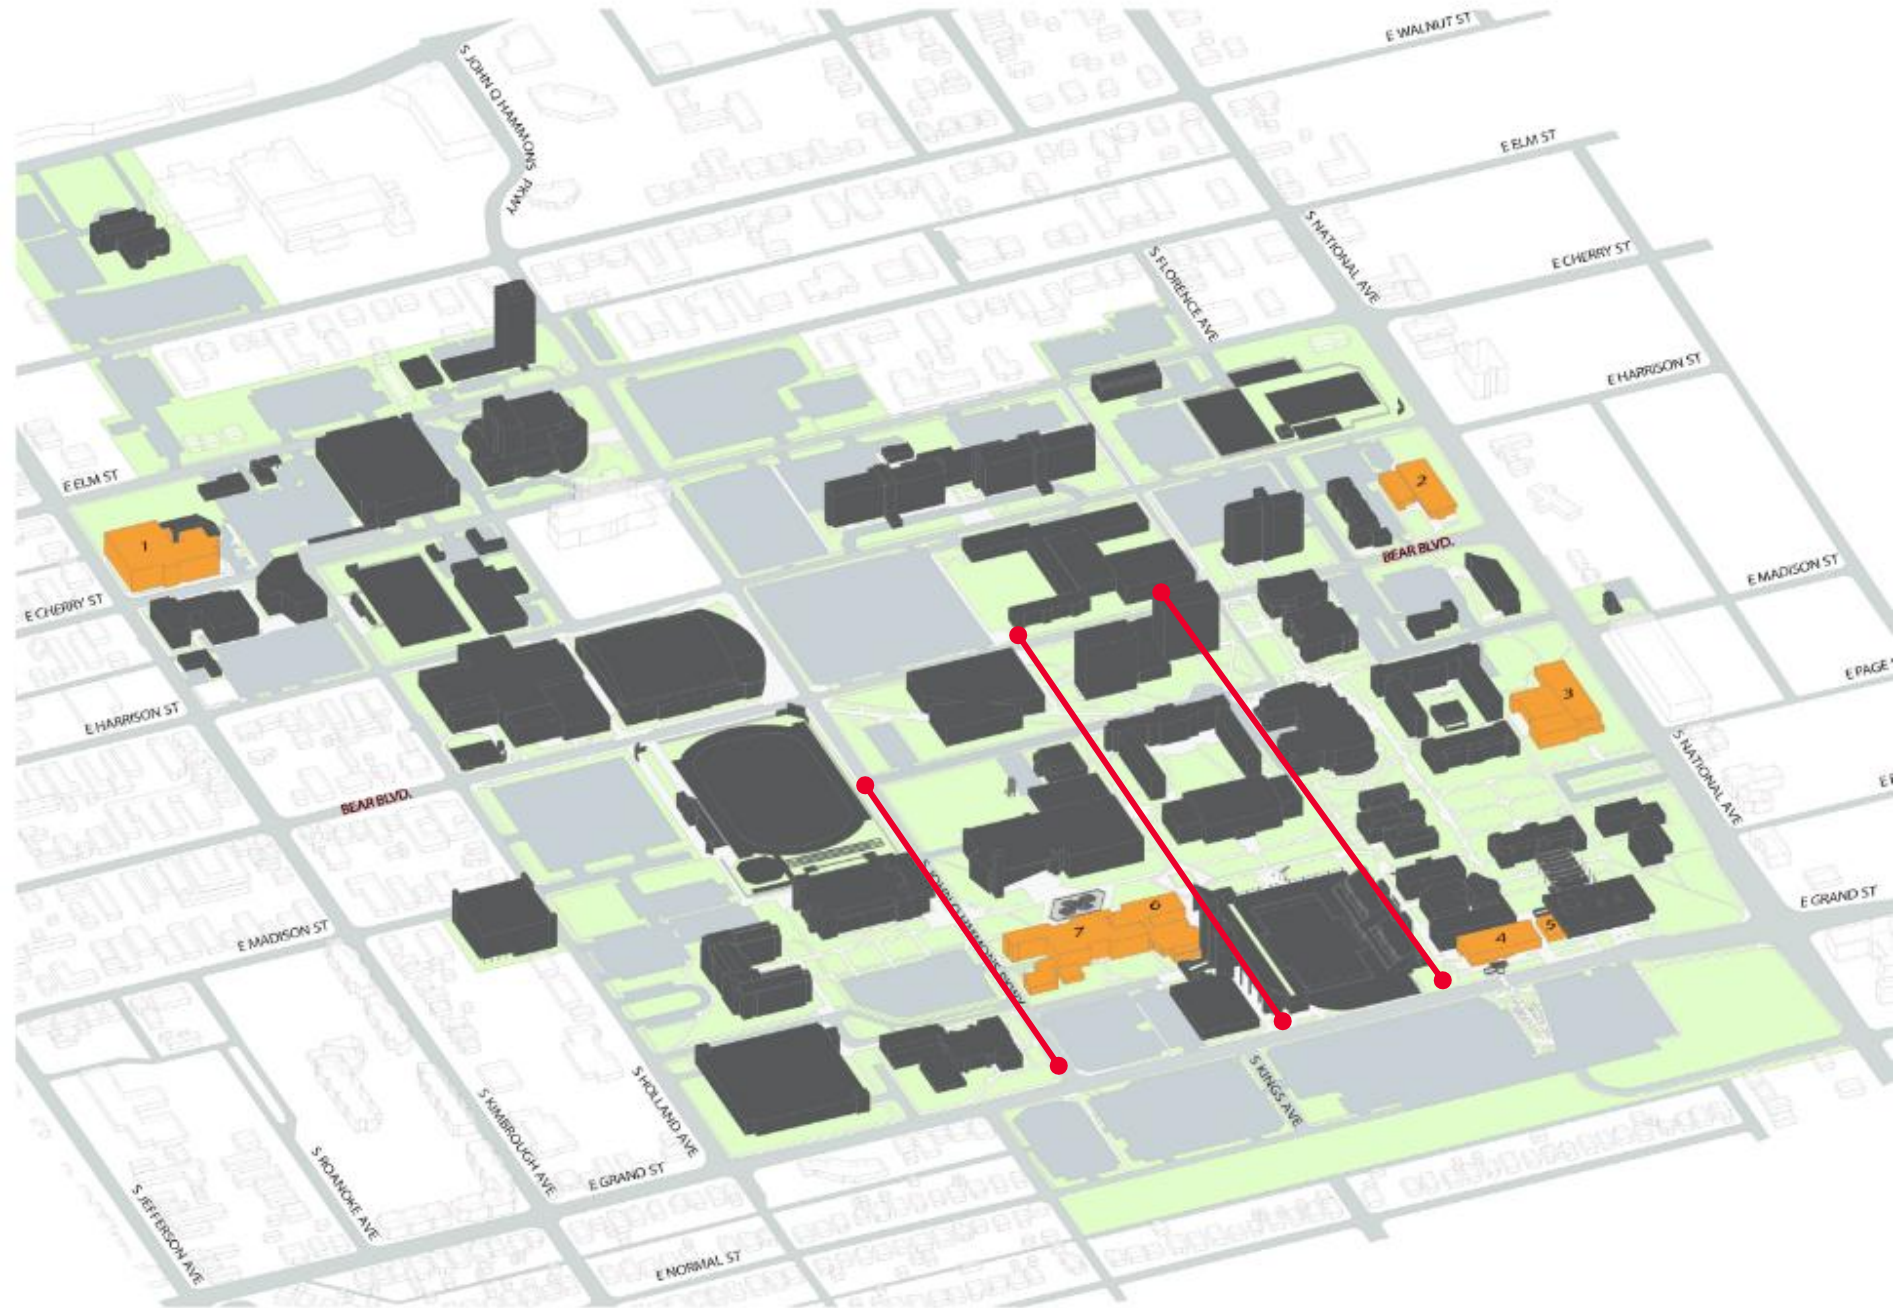 E WALNUT ST
S JOHN Q HAMMONS PKWY
E ELM ST
S NATIONAL AVE
E CHERRY ST
S FLORENCE AVE
E HARRISON ST
E ELM ST
2
1
BEAR BLVD.
E MADISON ST
E CHERRY ST
E PAGE
3
E HARRISON ST
S NATIONAL AVE
BEAR BLVD.
E GRAND ST
6
7
5
4
E MADISON ST
S KINGS AVE
S HOLLAND AVE
S KIMBROUGH AVE
E GRAND ST
S ROANOKE AVE
S JEFFERSON AVE
E NORMAL ST